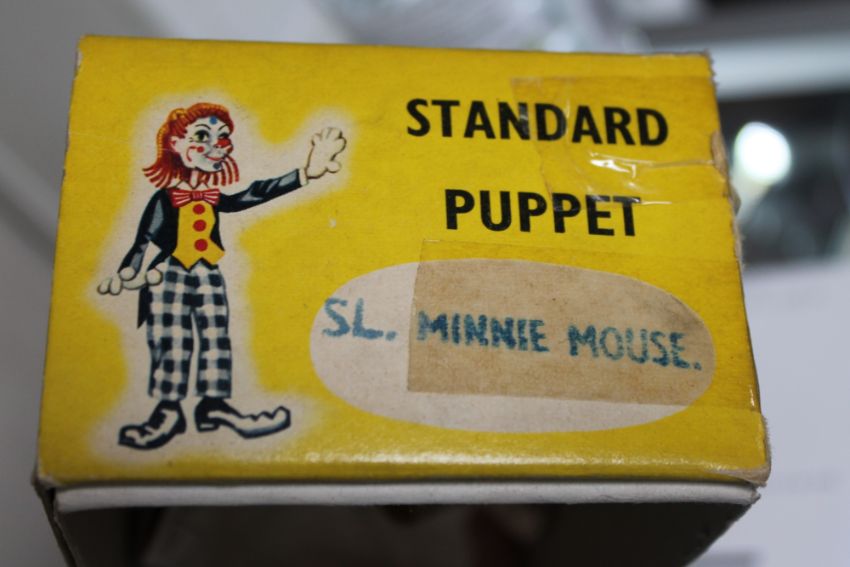 STANDARD
PUPPET
SL. MINNIE MOUSE.